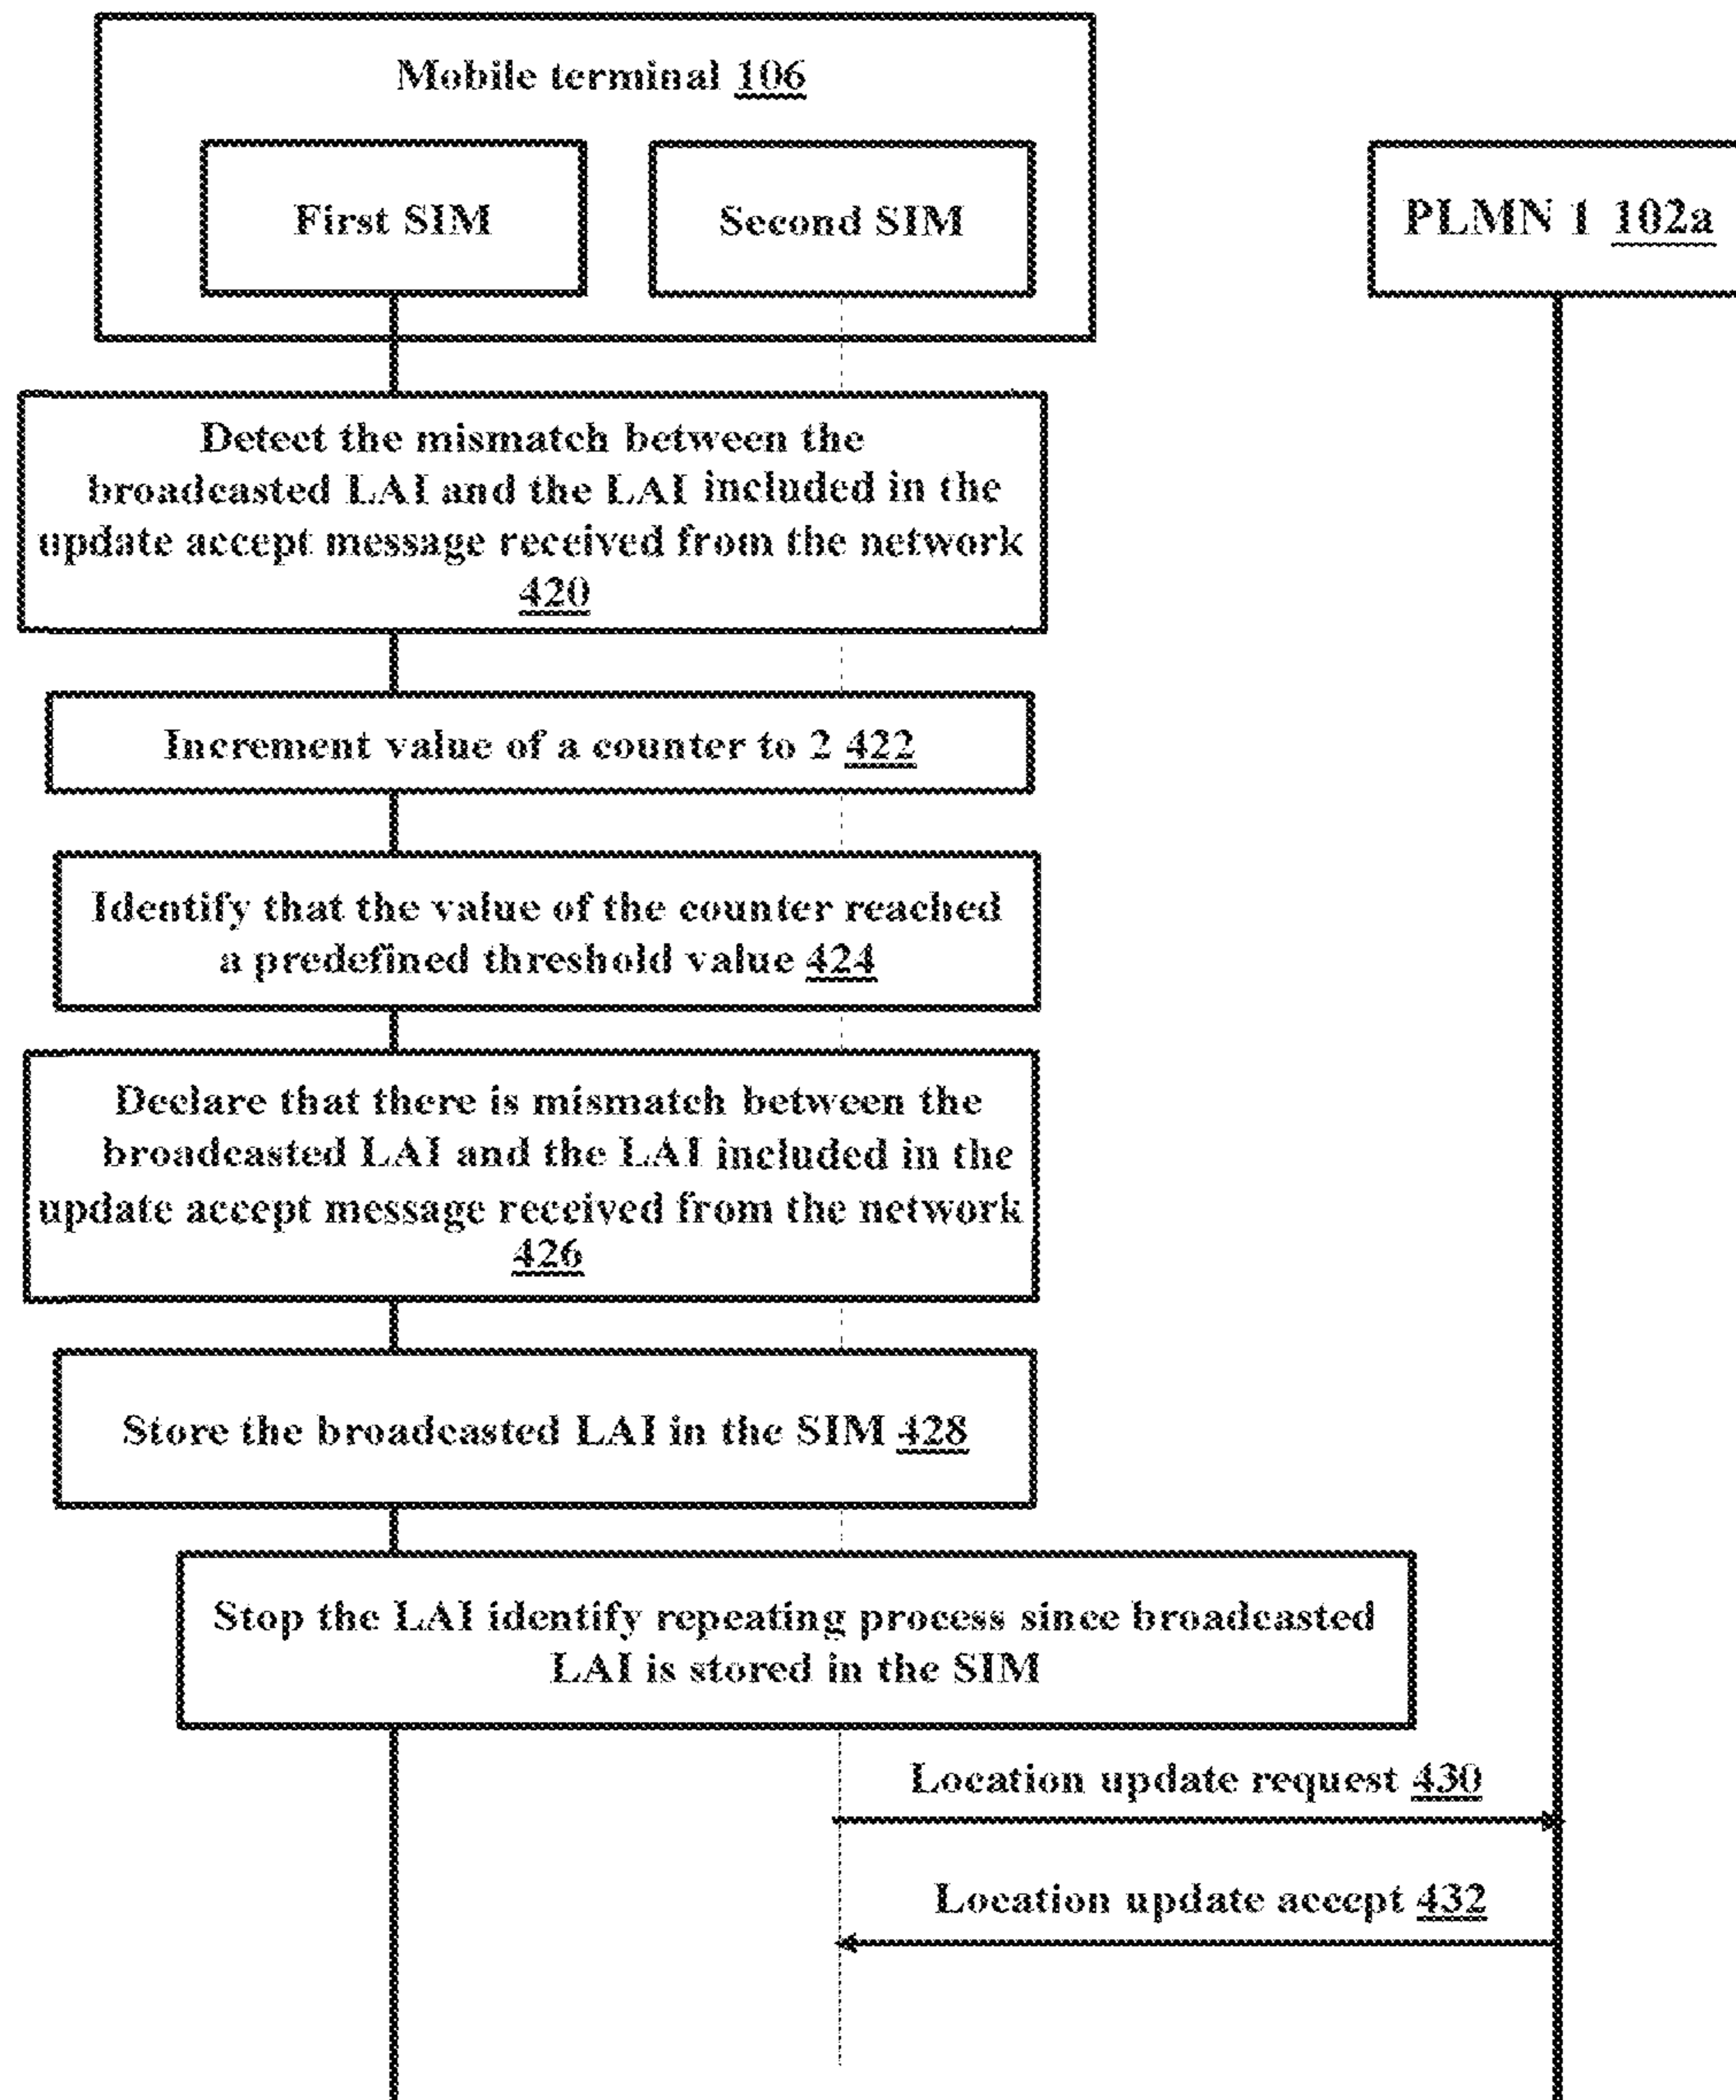 Mobile terminal 106
First SIM
Second SIM
PLMN 1 102a
Detect the mismatch between the
broadcasted LAI and the LAI included in the
update accept message received from the network
420
Increment value of a counter to 2 422
Identify that the value of the counter reached
a predefined threshold value 424
Declare that there is mismatch between the
broadcasted LAI and the LAI included in the
update accept message received from the network
426
Store the broadcasted LAI in the SIM 428
Stop the LAI identify repeating process since broadcasted
LAI is stored in the SIM
Location update request 430
Location update accept 432